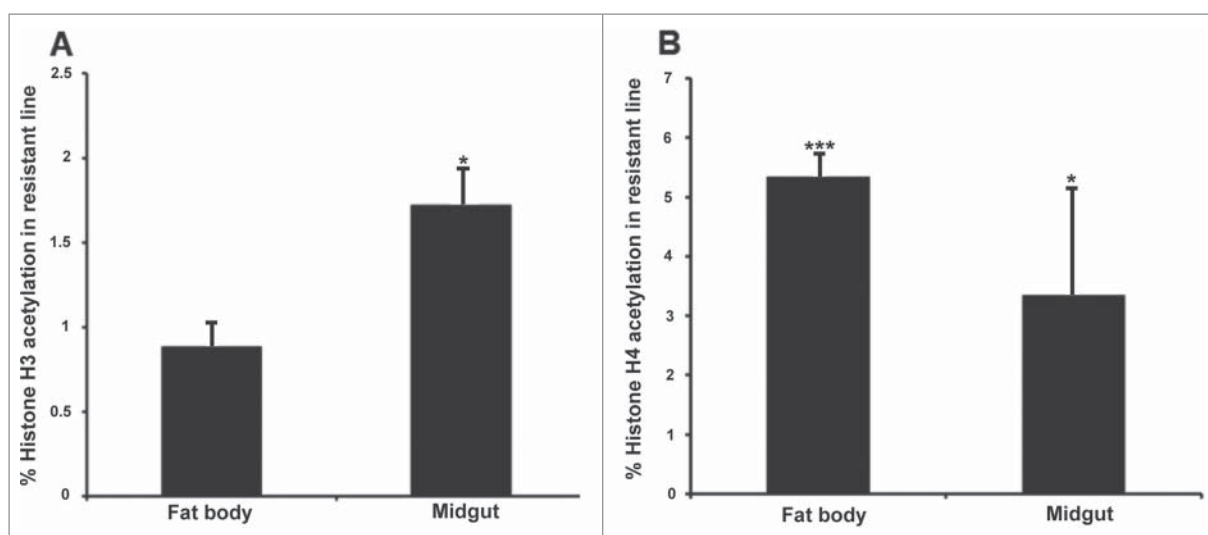 A
% Histone H3 acetylation in resistant line
2.5
2
1.5
1
0.5
0
*
Fat body
Midgut
B
% Histone H4 acetylation in resistant line
7
6
5
4
3
2
1
0
***
*
Fat body
Midgut